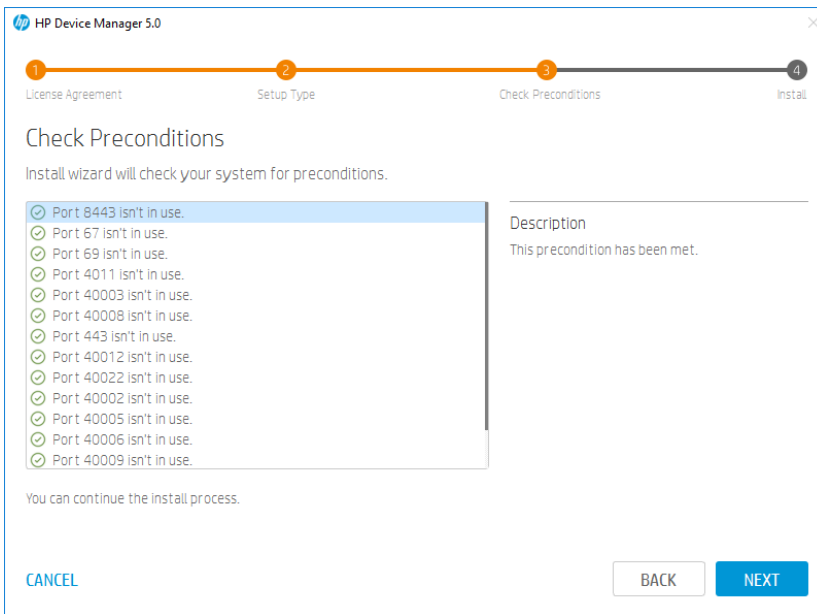 hp HP Device Manager 5.0
1 2 3 4
License Agreement Setup Type Check Preconditions Install
Check Preconditions
Install wizard will check your system for preconditions.
Port 8443 isn't in use.
Port 67 isn't in use.
Port 69 isn't in use.
Port 4011 isn't in use.
Port 40003 isn't in use.
Port 40008 isn't in use.
Port 443 isn't in use.
Port 40012 isn't in use.
Port 40022 isn't in use.
Port 40002 isn't in use.
Port 40005 isn't in use.
Port 40006 isn't in use.
Port 40009 isn't in use.
Description
This precondition has been met.
You can continue the install process.
CANCEL BACK NEXT